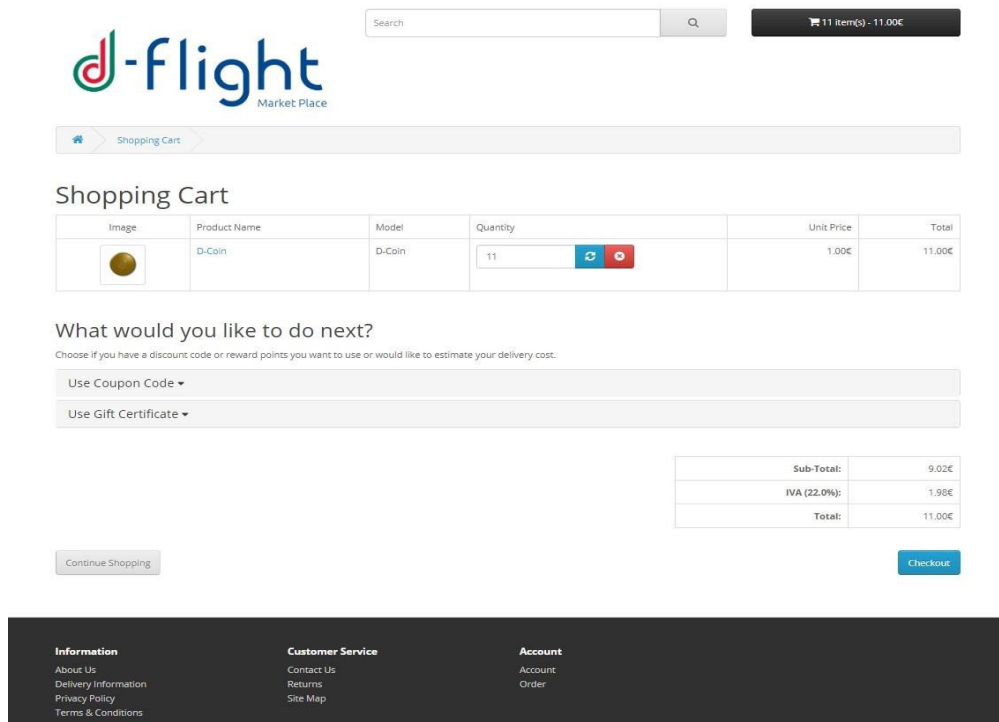 Search
11 item(s) - 11.00€
d-flight
Market Place
Shopping Cart
Shopping Cart
Image Product Name Model Quantity Unit Price Total
D-Coin D-Coin 11 1.00€ 11.00€
What would you like to do next?
Choose if you have a discount code or reward points you want to use or would like to estimate your delivery cost.
Use Coupon Code
Use Gift Certificate
Sub-Total: 9.02€
IVA (22.0%): 1.98€
Total: 11.00€
Continue Shopping Checkout
Information Customer Service Account
About Us Contact Us Account
Delivery Information Returns Order
Privacy Policy Site Map
Terms & Conditions